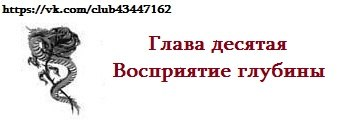 https://vk.com/club43447162
Глава десятая
Восприятие глубины